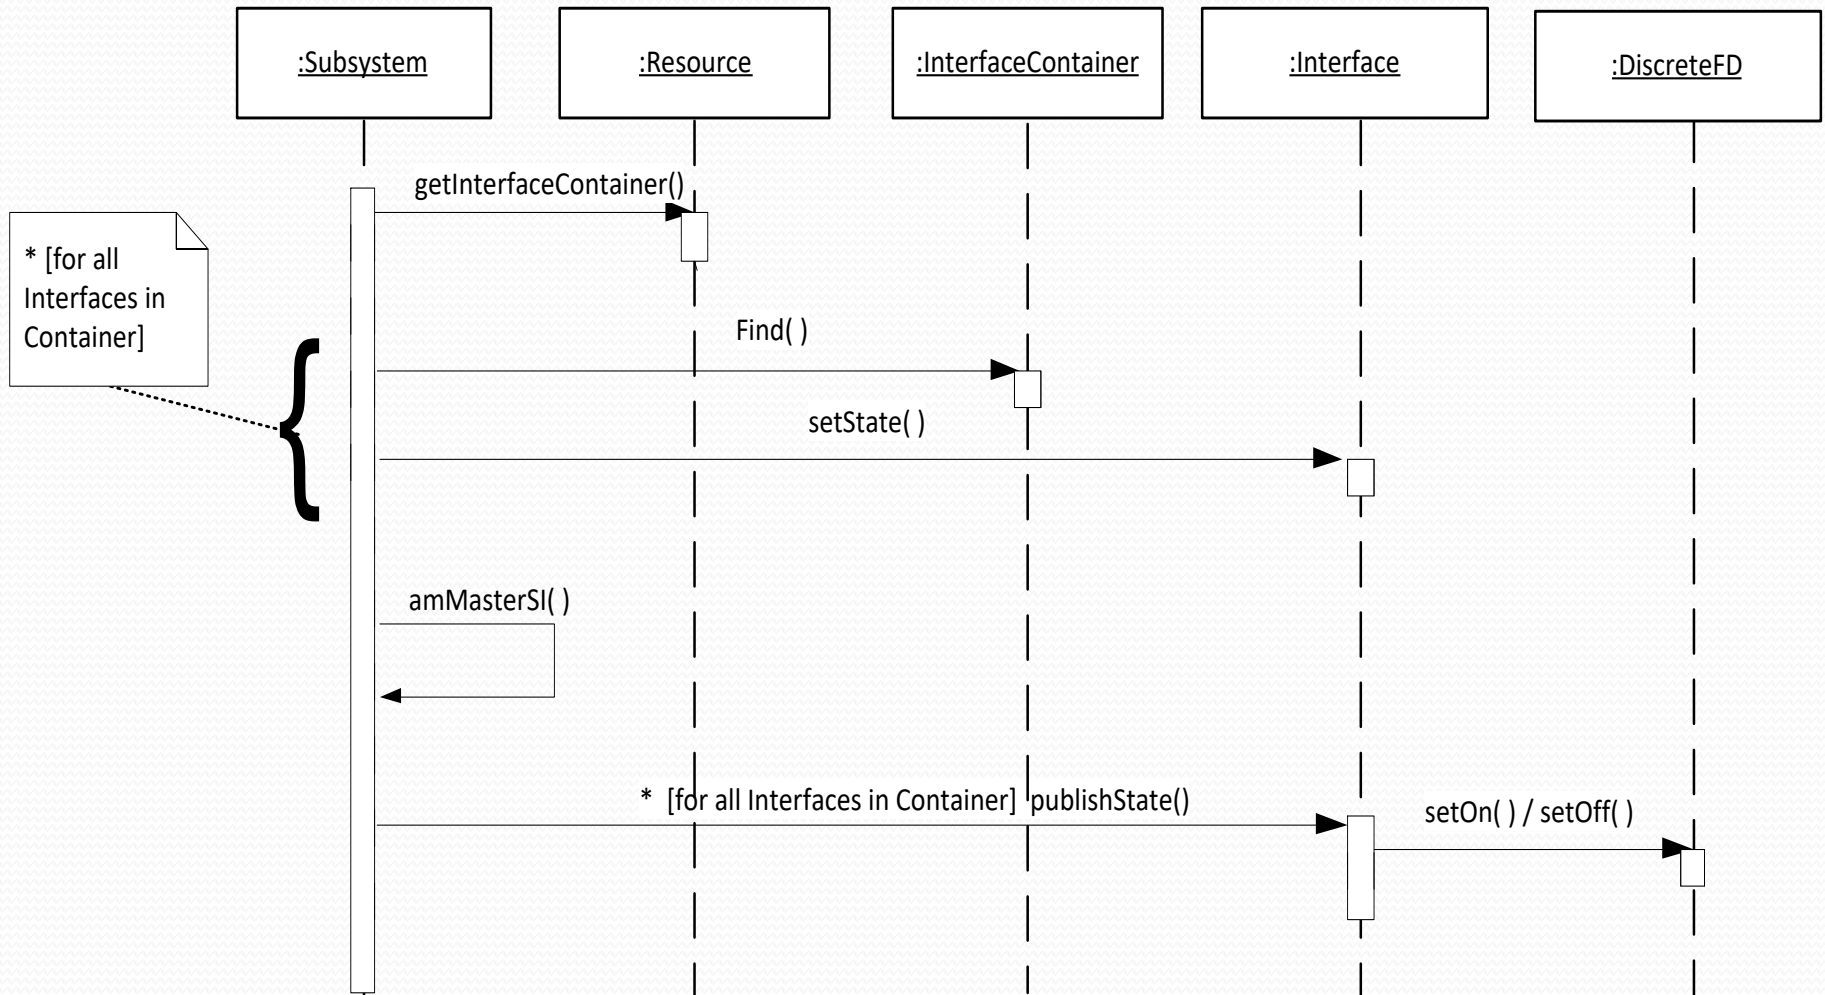 :Subsystem
:Resource
:InterfaceContainer
:Interface
:DiscreteFD
getInterfaceContainer()
* [for all
Interfaces in
Container]
Find( )
setState( )
amMasterSI( )
* [for all Interfaces in Container] publishState()
setOn( ) / setOff( )